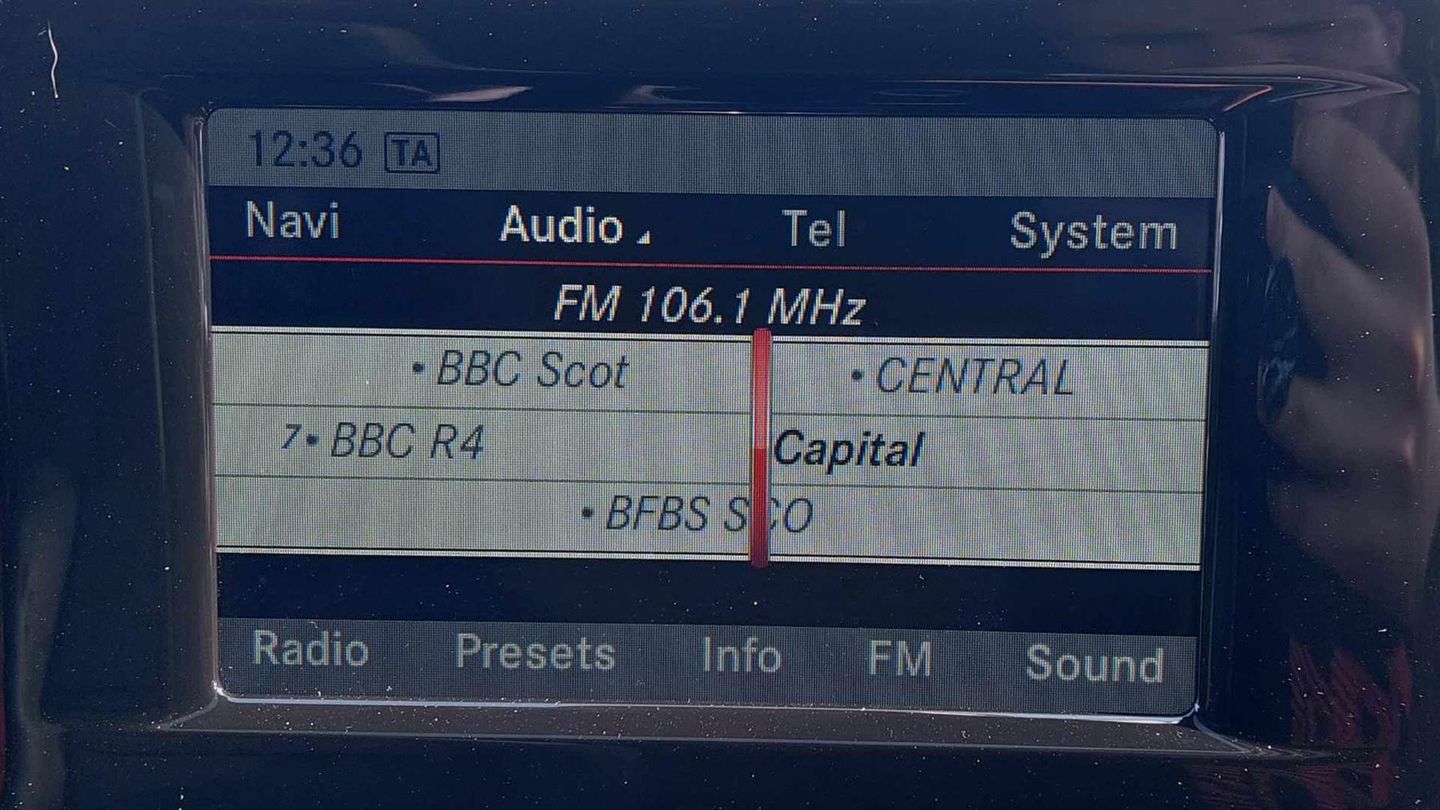 12:36 TA
Navi Audio Tel System
FM 106.1 MHz
• BBC Scot • CENTRAL
7• BBC R4 Capital
• BFBS SCO
Radio Presets Info FM Sound